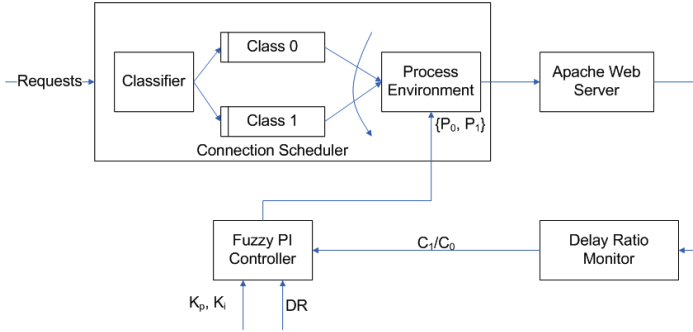 Requests
Classifier
Class 0
Class 1
Connection Scheduler
Process
Environment
{P0, P1}
Apache Web
Server
Fuzzy PI
Controller
C1/C0
Delay Ratio
Monitor
Kp, Ki
DR